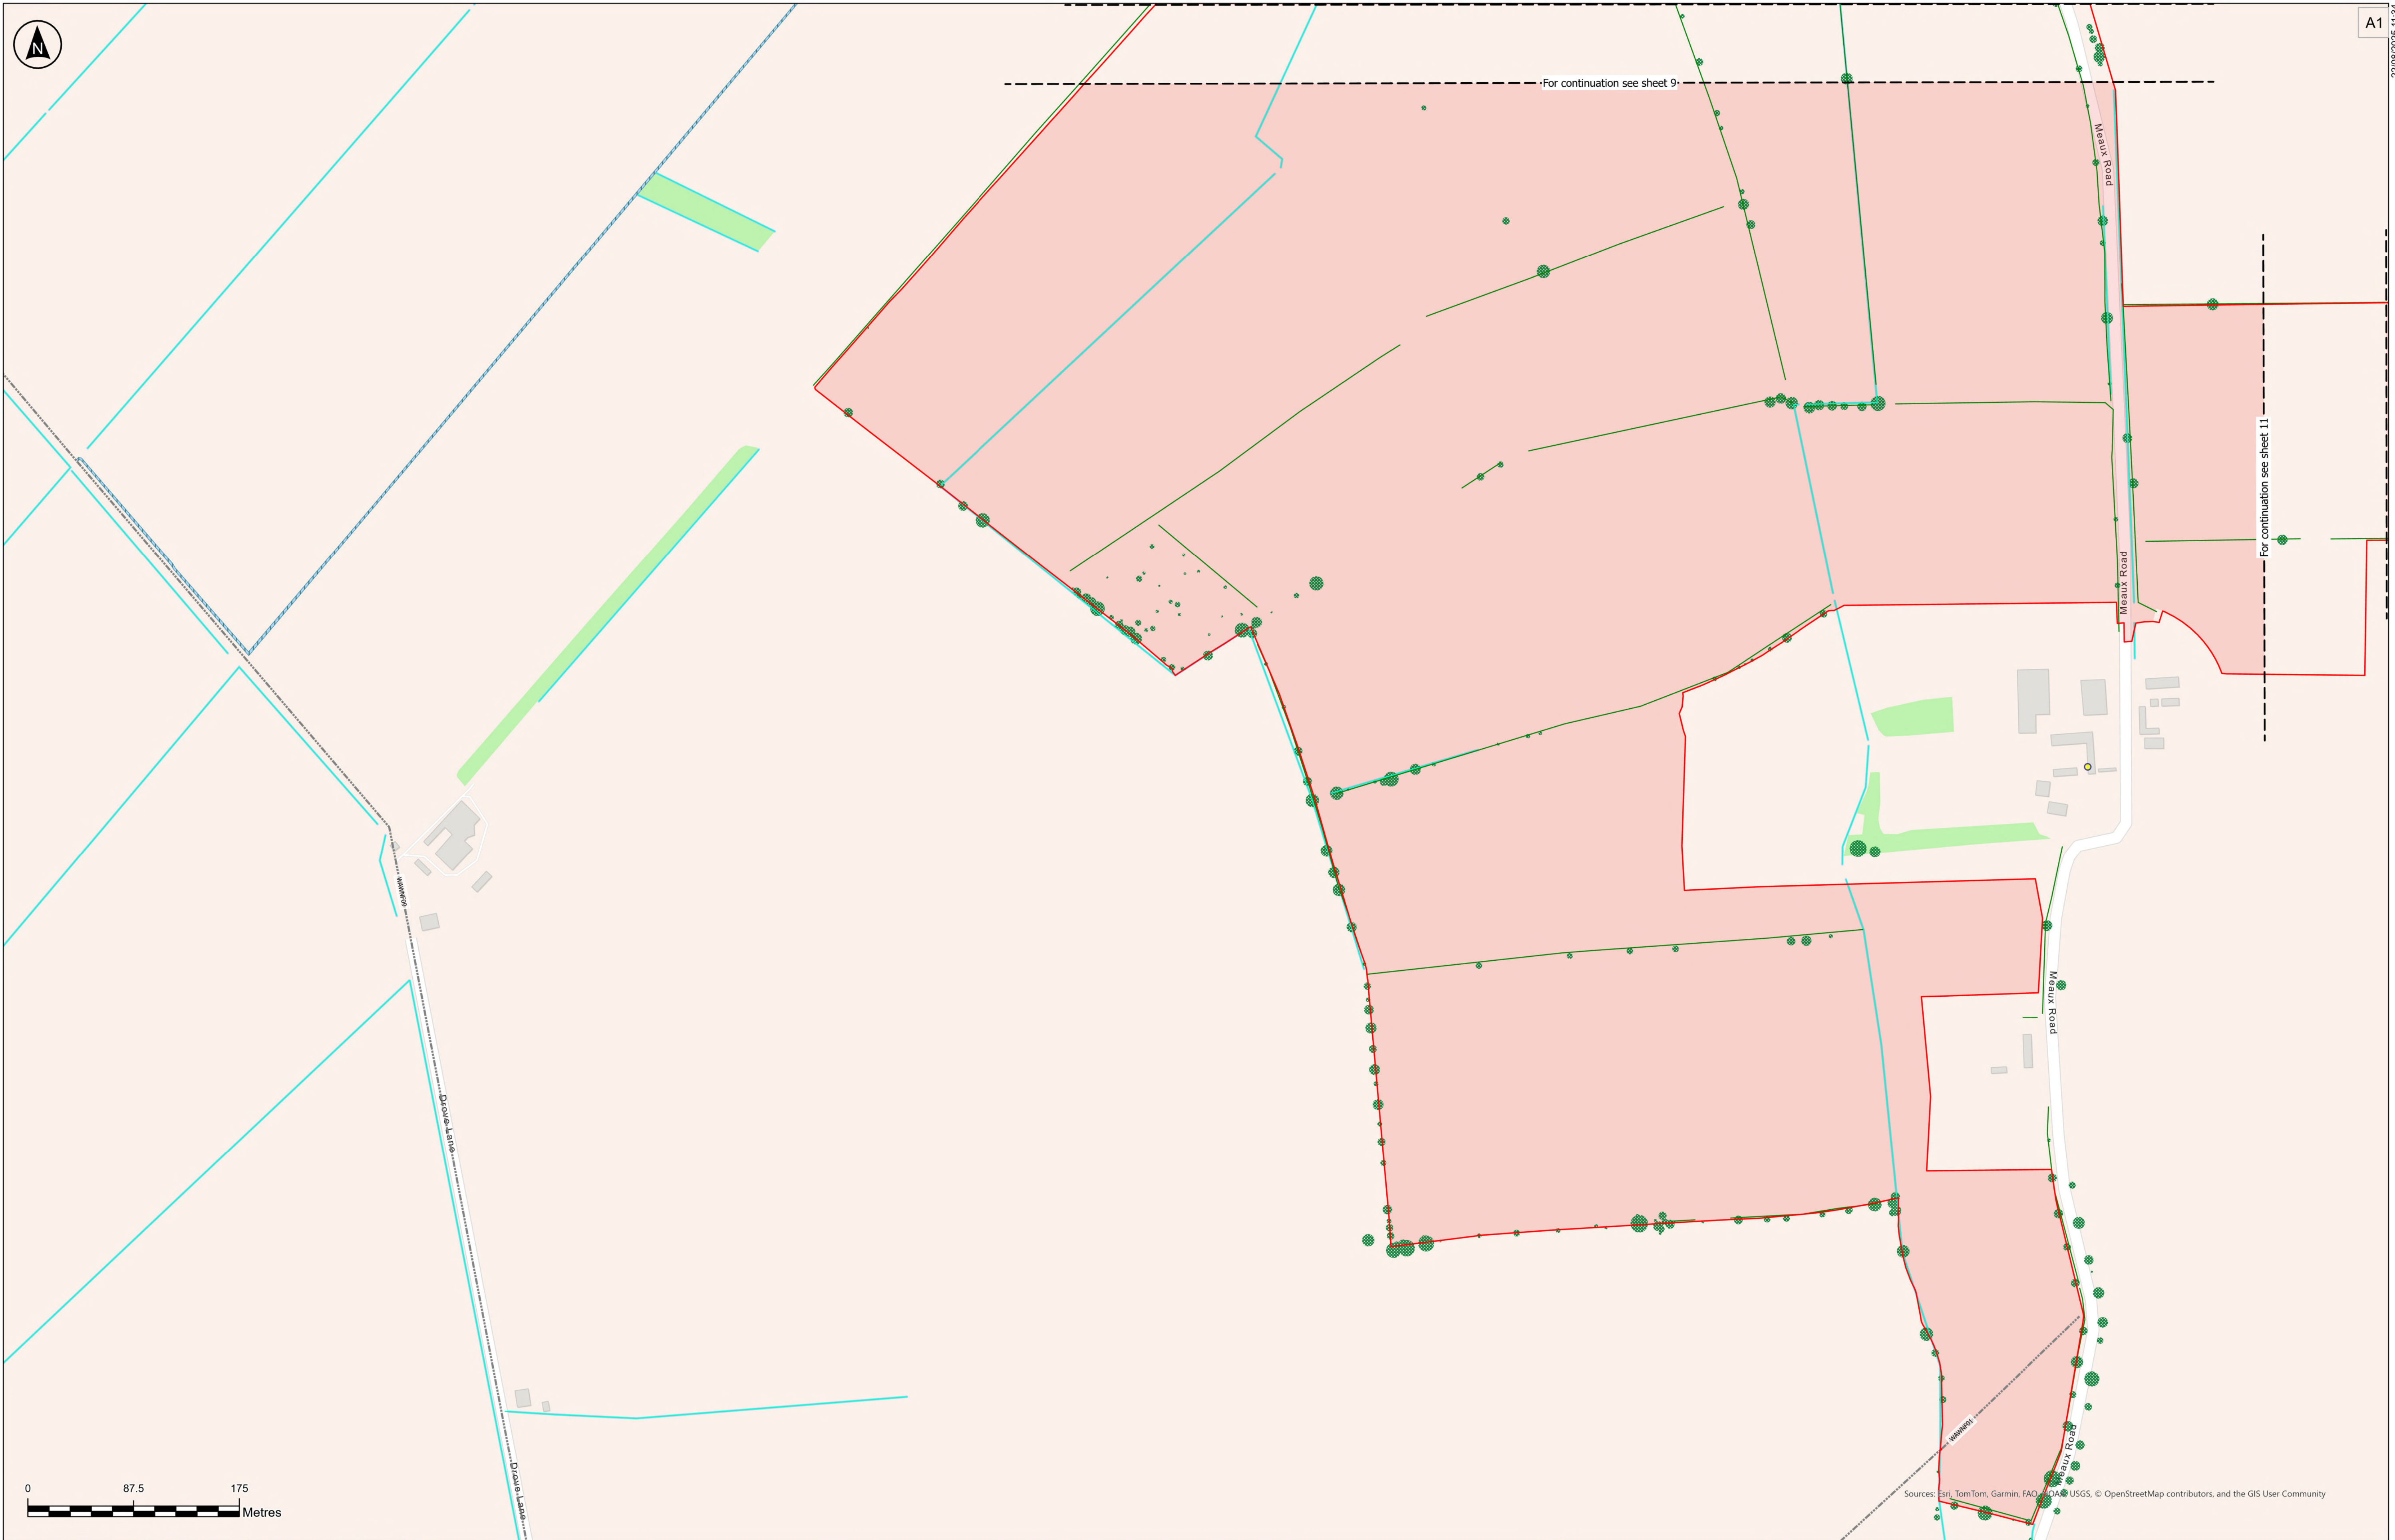 N
A1
For continuation see sheet 9
Meaux Road
For continuation see sheet 11
Meaux Road
WAWNF09
Meaux Road
Drove Lane
WAWNF01
Meaux Road
Drove Lane
0 87.5 175
Metres
Sources: Esri, TomTom, Garmin, FAO, NOAA, USGS, © OpenStreetMap contributors, and the GIS User Community